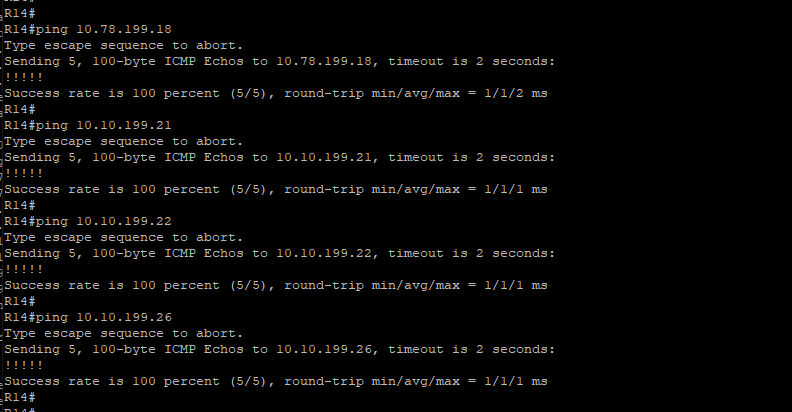 R14#
R14#ping 10.78.199.18
Type escape sequence to abort.
Sending 5, 100-byte ICMP Echos to 10.78.199.18, timeout is 2 seconds:
!!!!!
Success rate is 100 percent (5/5), round-trip min/avg/max = 1/1/2 ms
R14#
R14#ping 10.10.199.21
Type escape sequence to abort.
Sending 5, 100-byte ICMP Echos to 10.10.199.21, timeout is 2 seconds:
!!!!!
Success rate is 100 percent (5/5), round-trip min/avg/max = 1/1/1 ms
R14#
R14#ping 10.10.199.22
Type escape sequence to abort.
Sending 5, 100-byte ICMP Echos to 10.10.199.22, timeout is 2 seconds:
!!!!!
Success rate is 100 percent (5/5), round-trip min/avg/max = 1/1/1 ms
R14#
R14#ping 10.10.199.26
Type escape sequence to abort.
Sending 5, 100-byte ICMP Echos to 10.10.199.26, timeout is 2 seconds:
!!!!!
Success rate is 100 percent (5/5), round-trip min/avg/max = 1/1/1 ms
R14#